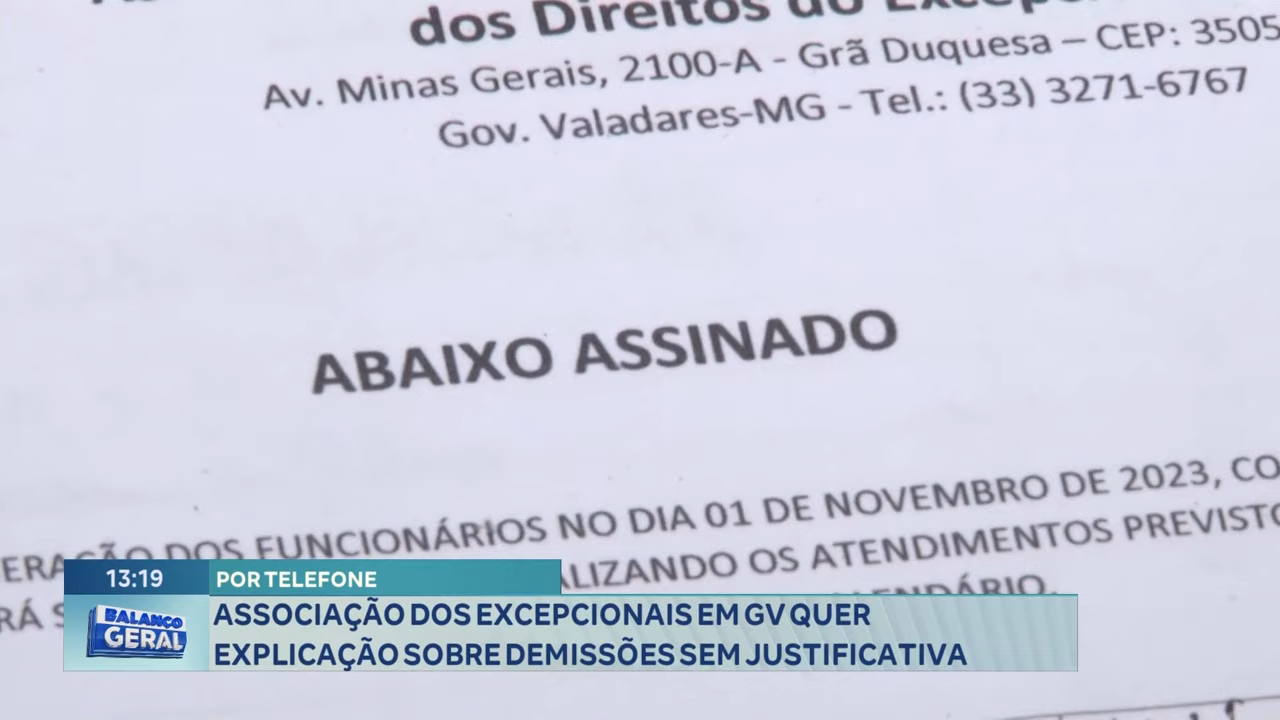 dos Direitos do
Av. Minas Gerais, 2100-A - Grã Duquesa – CEP: 3505
Gov. Valadares-MG - Tel.: (33) 3271-6767
ABAIXO ASSINADO
DOS FUNCIONÁRIOS NO DIA 01 DE NOVEMBRO DE 2023, CO
ALIZANDO OS ATENDIMENTOS PREVISTO
13:19 POR TELEFONE
BALANÇO
GERAL
ASSOCIAÇÃO DOS EXCEPCIONAIS EM GV QUER
EXPLICAÇÃO SOBRE DEMISSÕES SEM JUSTIFICATIVA